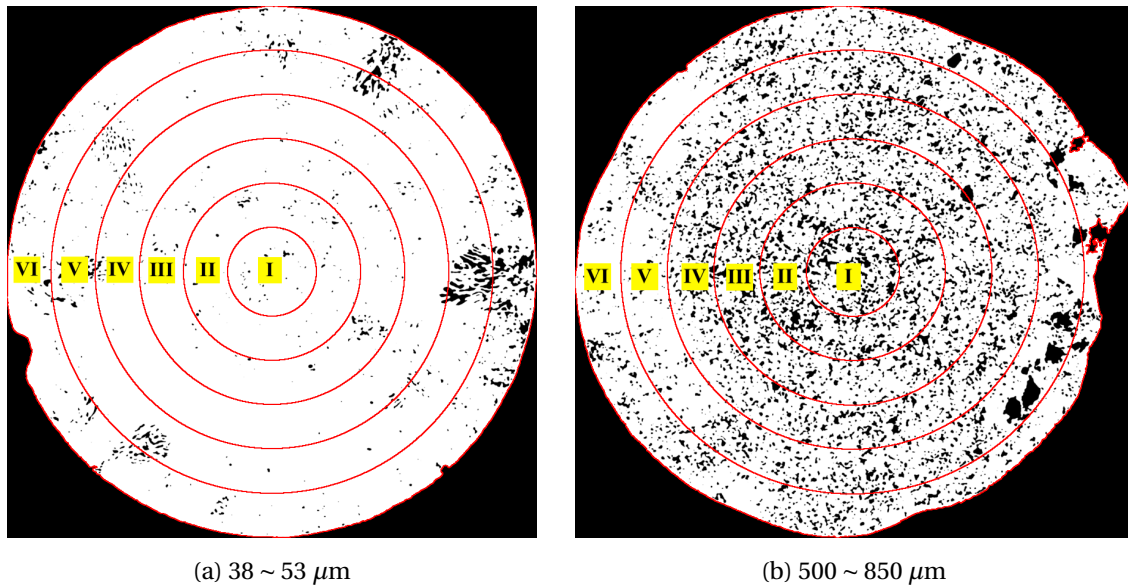 VI V IV III II I
VI V IV III II I
(a) 38 ~ 53 μm
(b) 500 ~ 850 μm